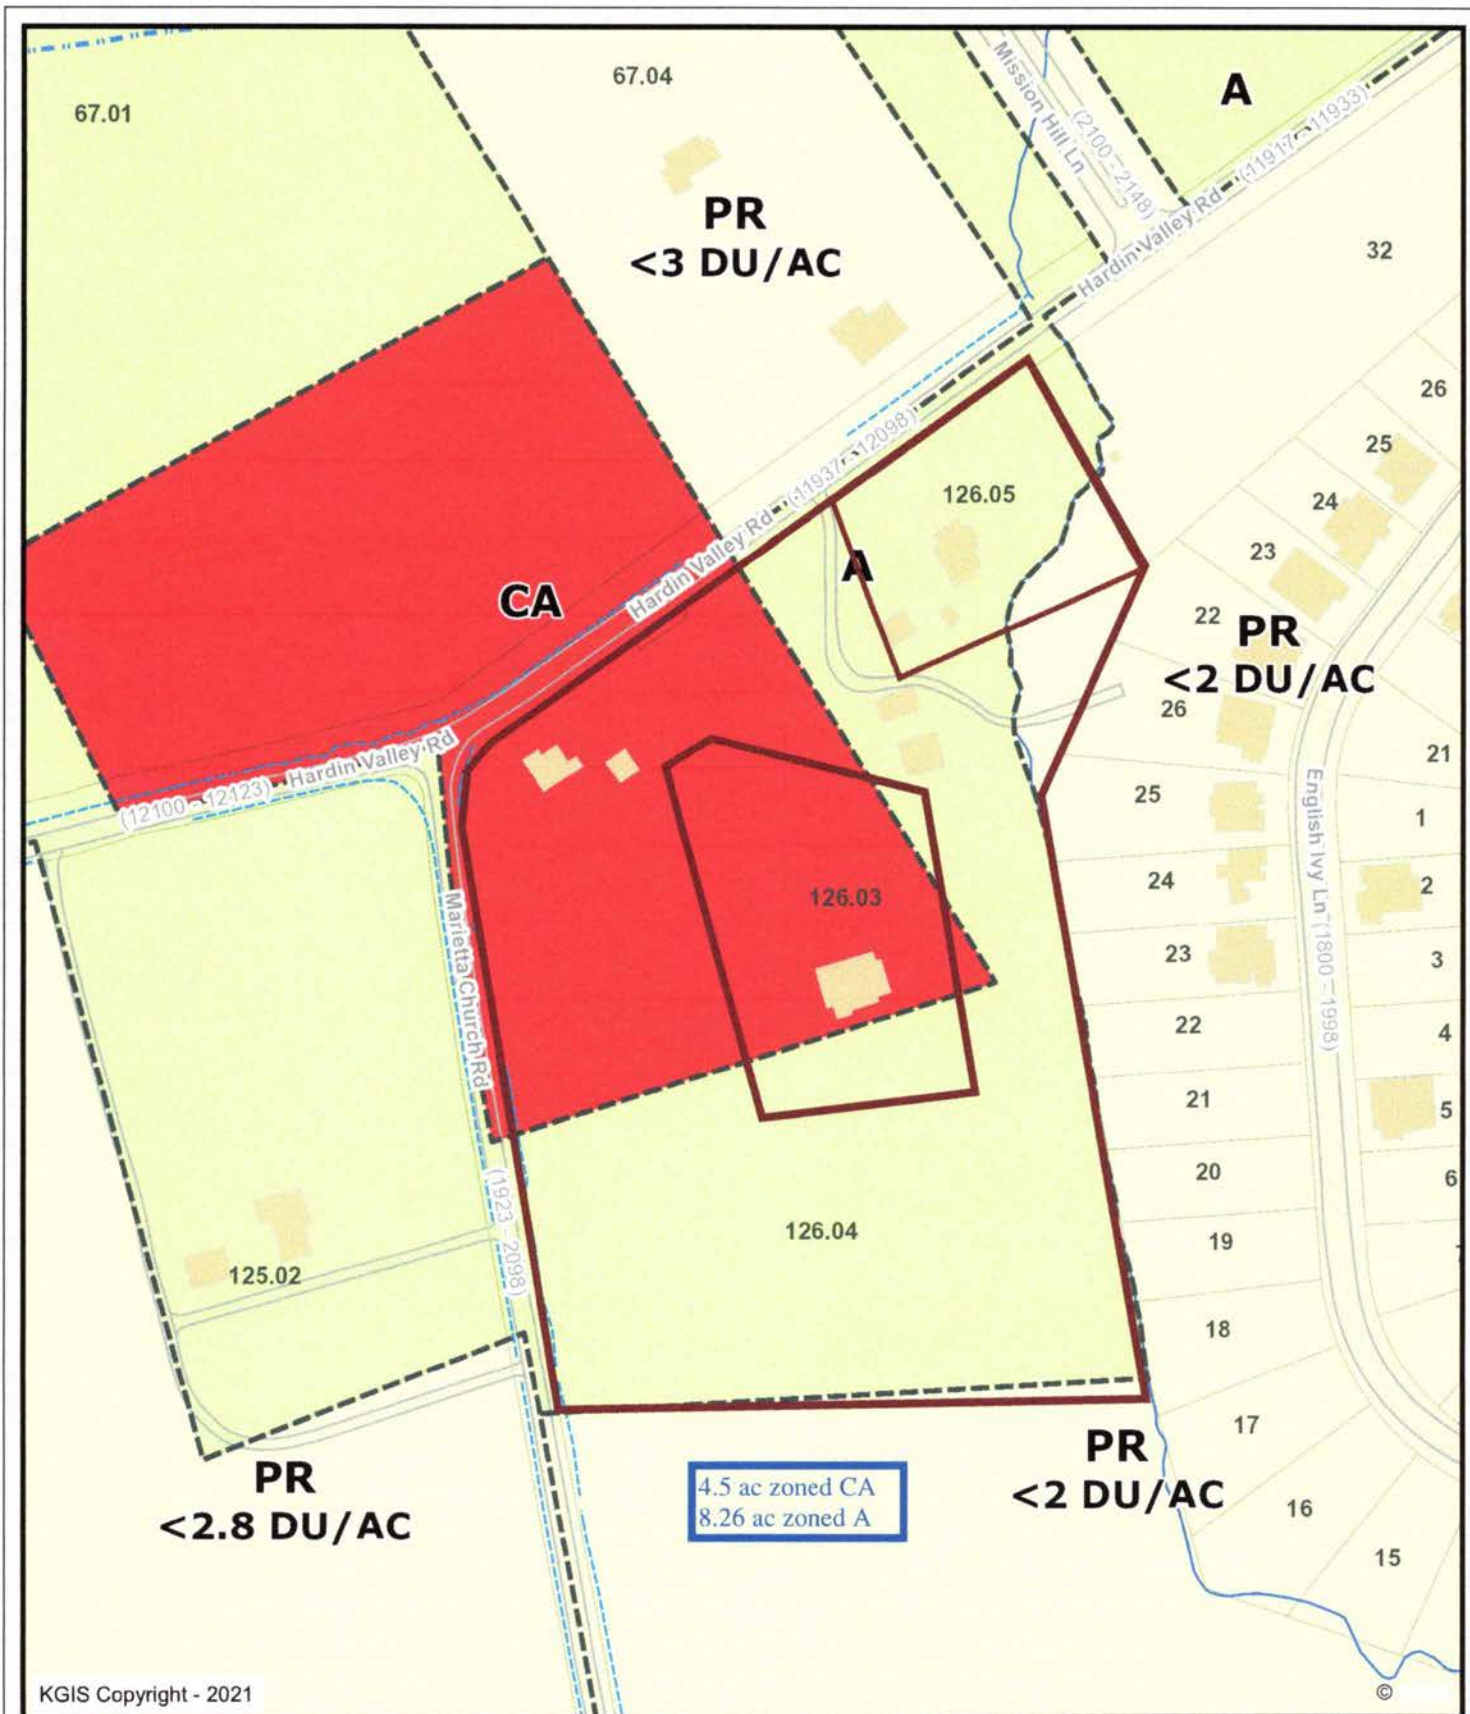 67.01
67.04
A
Mission Hill Ln
(2100 - 2148)
Hardin Valley Rd
(11917 - 11933)
PR
<3 DU/AC
32
26
25
24
23
22
Hardin Valley Rd
(11937 - 12098)
126.05
A
CA
PR
<2 DU/AC
26
21
25
1
24
2
23
3
22
4
21
5
20
6
19
18
17
16
15
(12100 - 12123)
Hardin Valley Rd
126.03
Marietta Church Rd
English Ivy Ln (1800 - 1998)
126.04
(1923 - 2098)
125.02
PR
<2.8 DU/AC
4.5 ac zoned CA
8.26 ac zoned A
PR
<2 DU/AC
KGIS Copyright - 2021
©